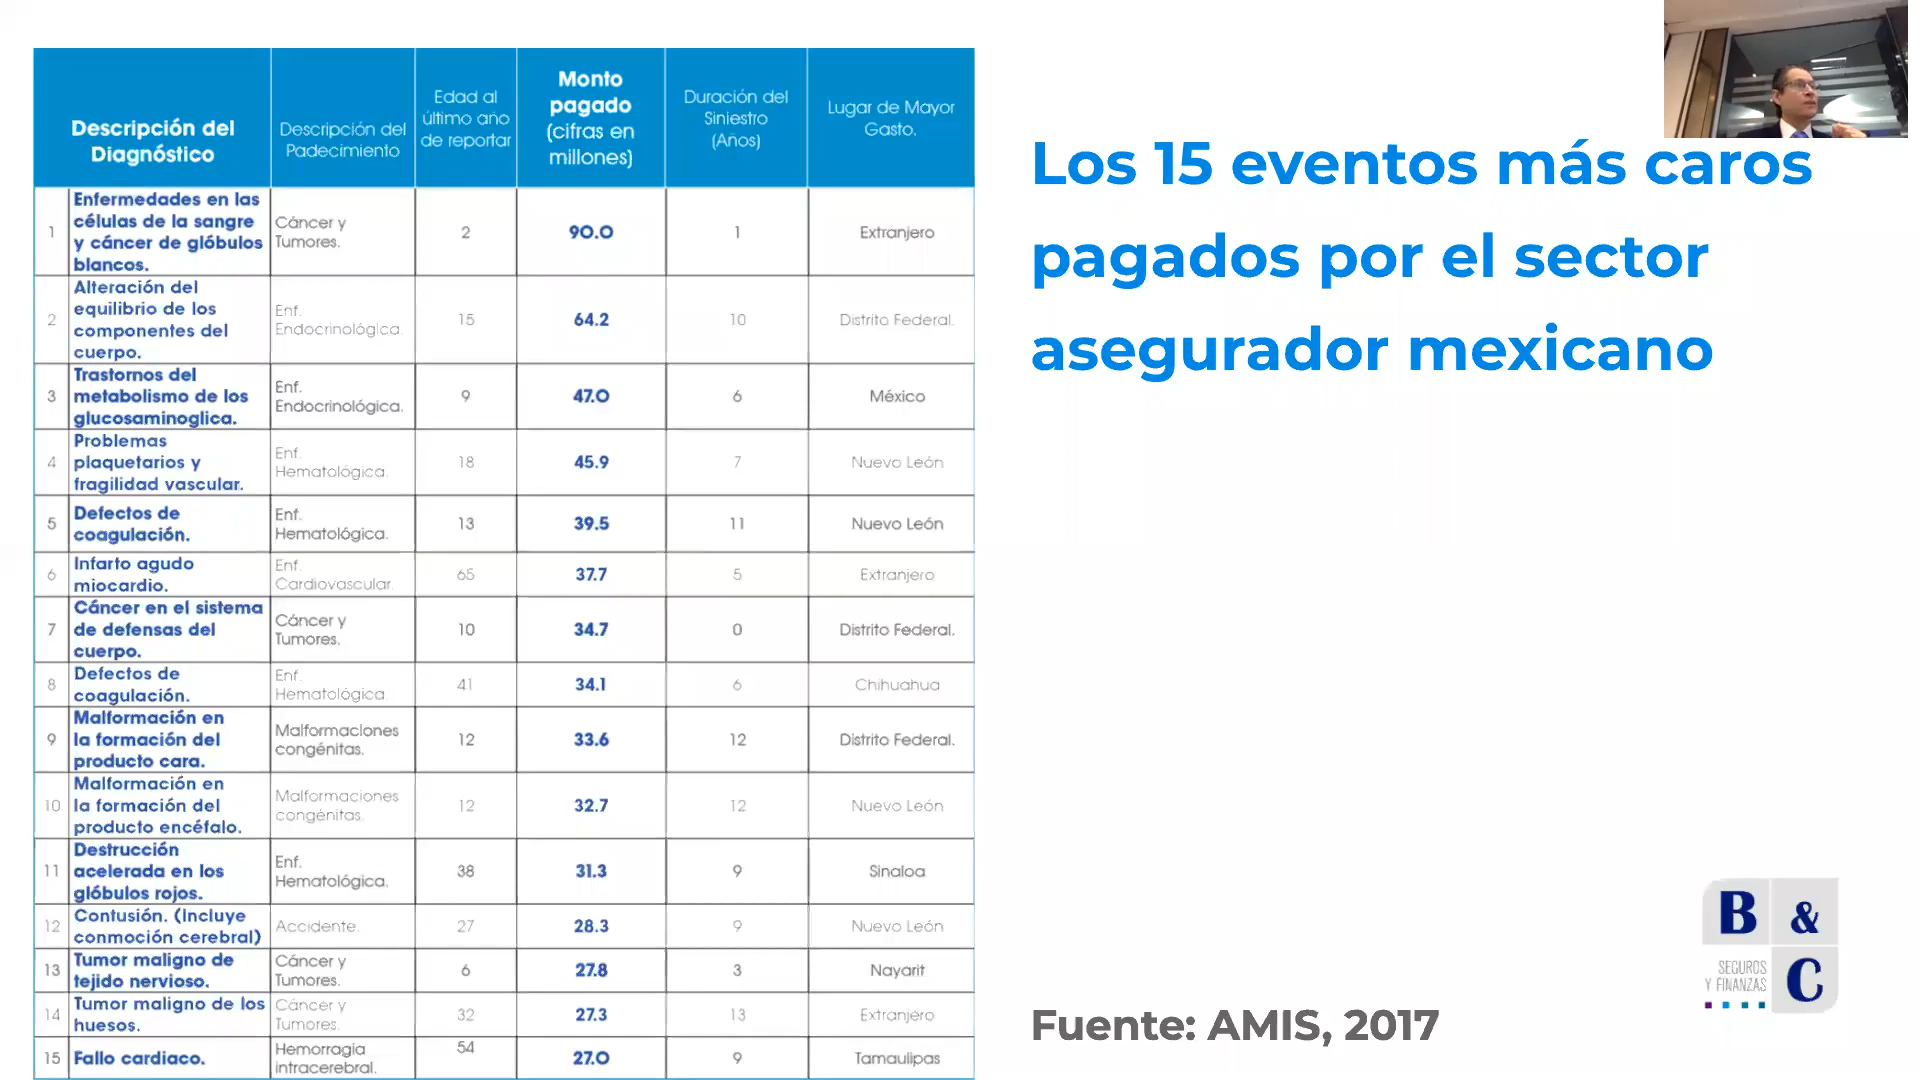 Descripción del
Diagnóstico
Descripción del
Padecimiento
Edad al
último año
de reportar
Monto
pagado
(cifras en
millones)
Duración del
Siniestro
(Años)
Lugar de Mayor
Gasto.
1
Enfermedades en las
células de la sangre
y cáncer de glóbulos
blancos.
Cáncer y
Tumores.
2
90.0
1
Extranjero
2
Alteración del
equilibrio de los
componentes del
cuerpo.
Enf.
Endocrinológica.
15
64.2
10
Distrito Federal.
3
Trastornos del
metabolismo de los
glucosaminoglica.
Enf.
Endocrinológica.
9
47.0
6
México
4
Problemas
plaquetarios y
fragilidad vascular.
Enf.
Hematológica.
18
45.9
7
Nuevo León
5
Defectos de
coagulación.
Enf.
Hematológica.
13
39.5
11
Nuevo León
6
Infarto agudo
miocardio.
Enf.
Cardiovascular.
65
37.7
5
Extranjero
7
Cáncer en el sistema
de defensas del
cuerpo.
Cáncer y
Tumores.
10
34.7
0
Distrito Federal.
8
Defectos de
coagulación.
Enf.
Hematológica.
41
34.1
6
Chihuahua
9
Malformación en
la formación del
producto cara.
Malformaciones
congénitas.
12
33.6
12
Distrito Federal.
10
Malformación en
la formación del
producto encéfalo.
Malformaciones
congénitas.
12
32.7
12
Nuevo León
11
Destrucción
acelerada en los
glóbulos rojos.
Enf.
Hematológica.
38
31.3
9
Sinaloa
12
Contusión. (Incluye
conmoción cerebral)
Accidente.
27
28.3
9
Nuevo León
13
Tumor maligno de
tejido nervioso.
Cáncer y
Tumores.
6
27.8
3
Nayarit
14
Tumor maligno de los
huesos.
Cáncer y
Tumores.
32
27.3
13
Extranjero
15
Fallo cardiaco.
Hemorragia
intracerebral.
54
27.0
9
Tamaulipas
Los 15 eventos más caros
pagados por el sector
asegurador mexicano
B &
SEGUROS
Y FINANZAS
C
Fuente: AMIS, 2017